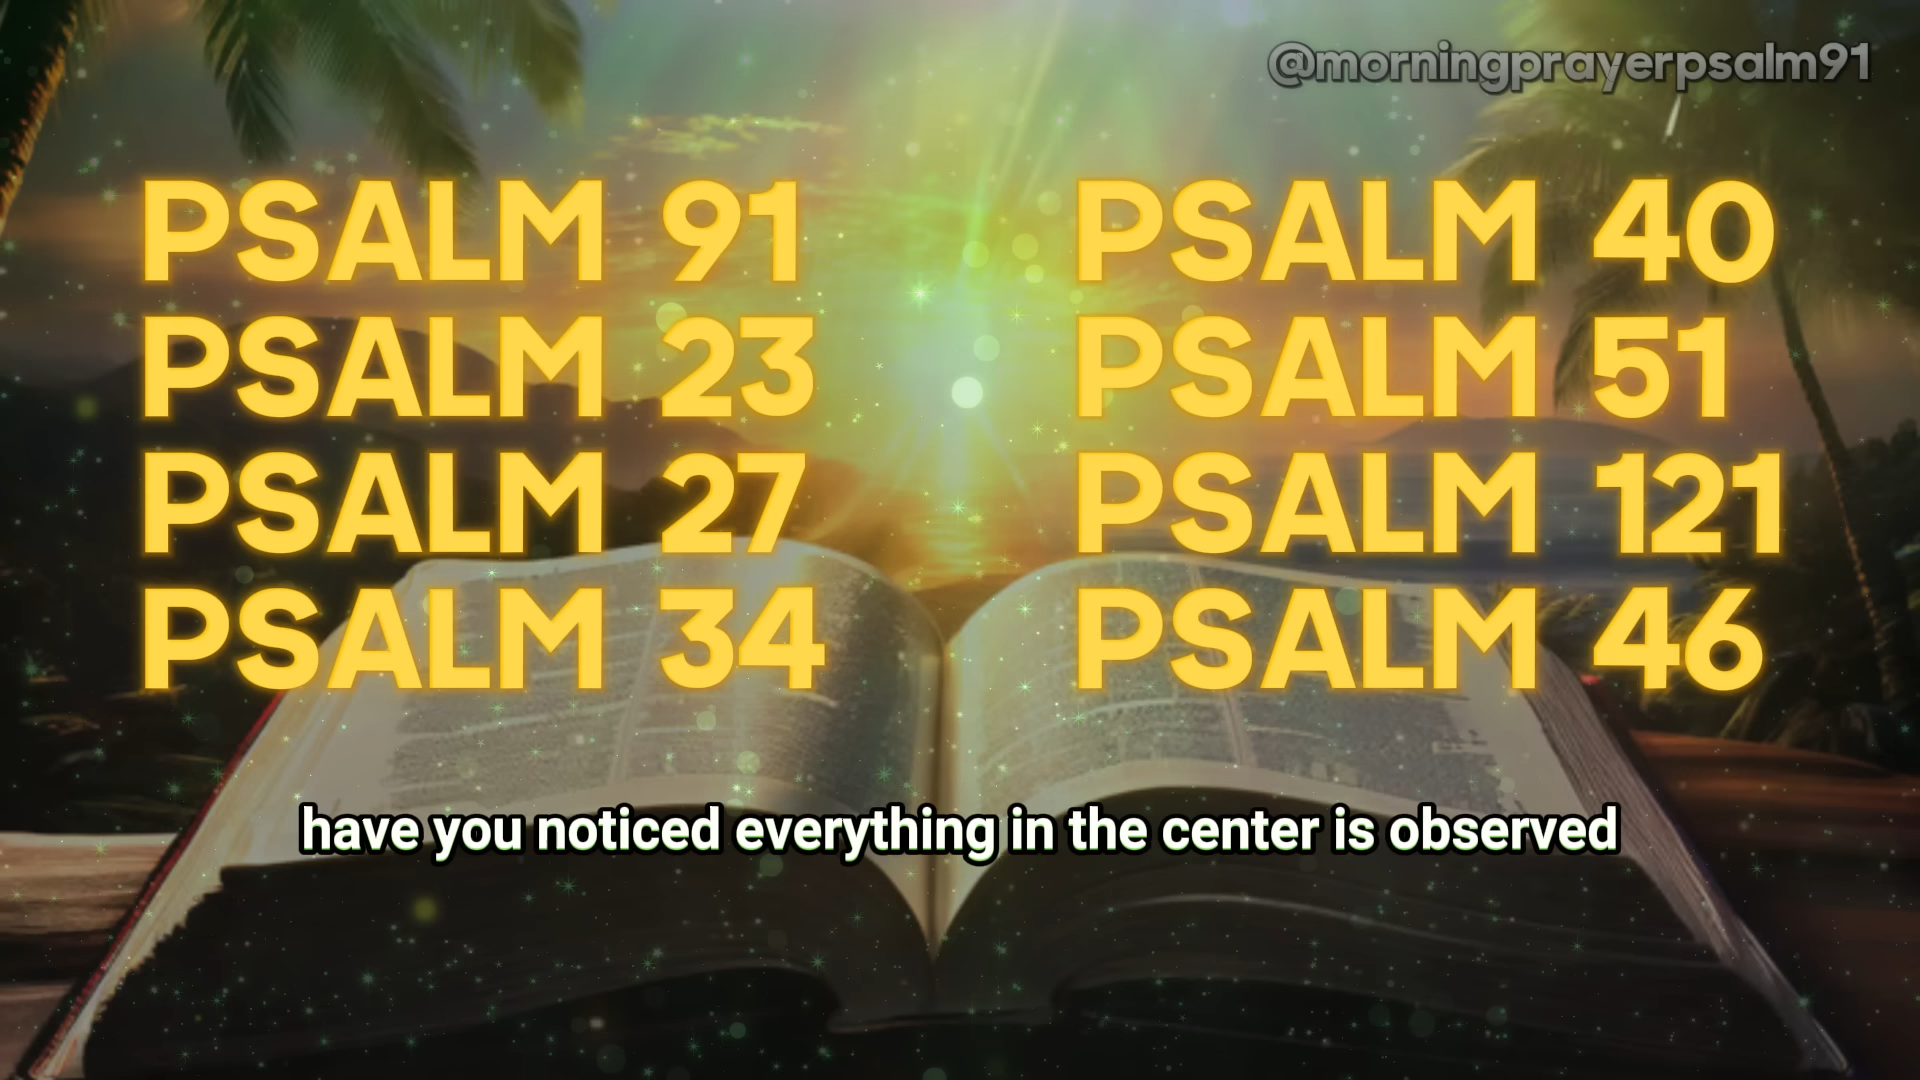 @morningprayerpsalm91
PSALM 91
PSALM 23
PSALM 27
PSALM 34
PSALM 40
PSALM 51
PSALM 121
PSALM 46
have you noticed everything in the center is observed